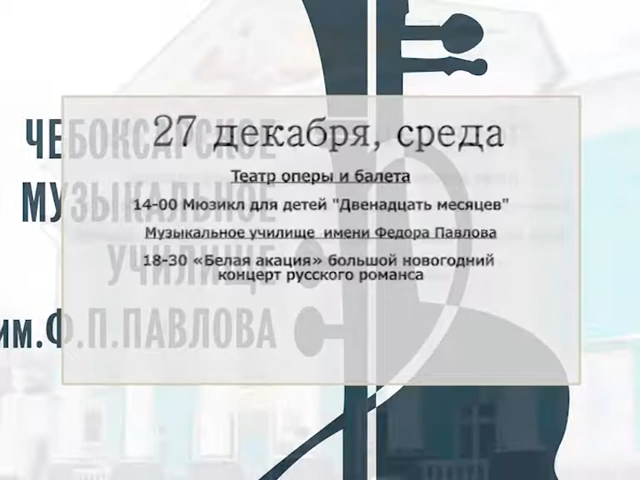 27 декабря, среда
Театр оперы и балета
14-00 Мюзикл для детей "Двенадцать месяцев"
Музыкальное училище имени Федора Павлова
18-30 «Белая акация» большой новогодний
концерт русского романса
ЧЕБОКСАРСКОЕ
МУЗЫКАЛЬНОЕ
УЧИЛИЩЕ
им.Ф.П.ПАВЛОВА